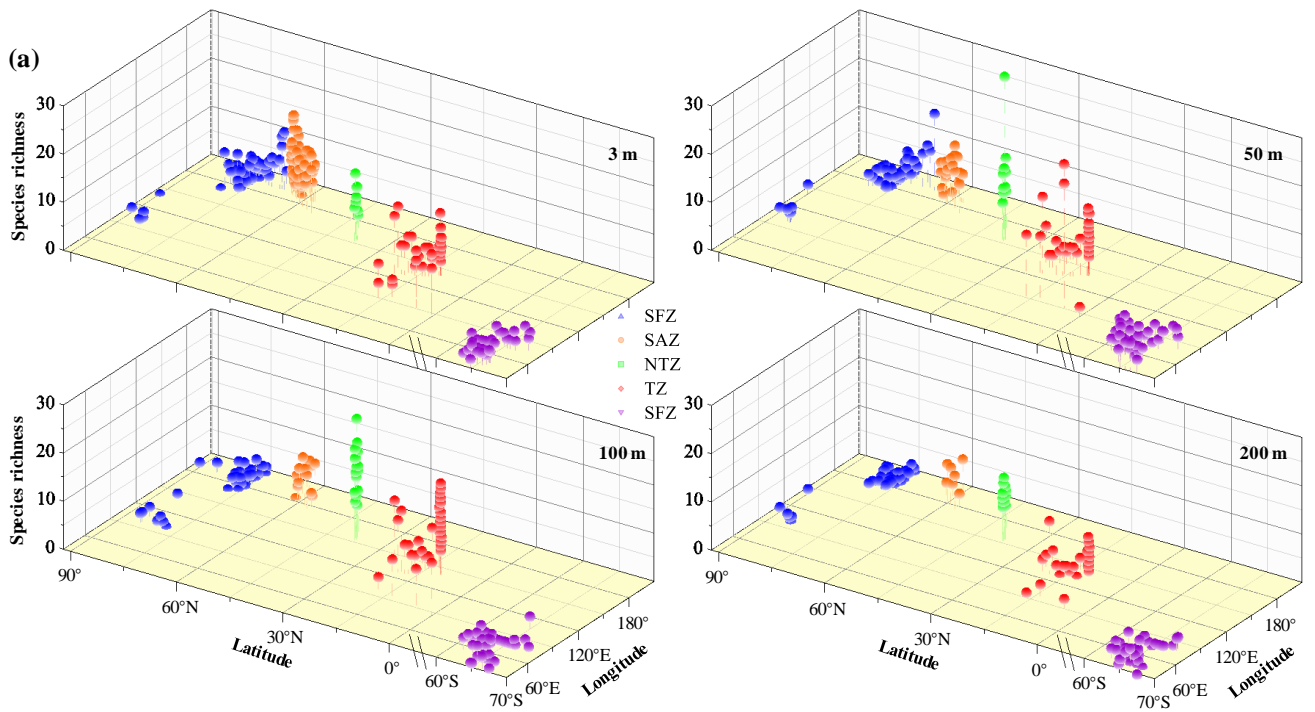 (a)
Species richness
30
20
10
0
3 m
30
20
10
0
50 m
SFZ
SAZ
NTZ
TZ
SFZ
Species richness
30
20
10
0
100 m
90°
60°N
30°N
0°
60°S
70°S
60°E
120°E
180°
Latitude
Longitude
30
20
10
0
200 m
90°
60°N
30°N
0°
60°S
70°S
60°E
120°E
180°
Latitude
Longitude